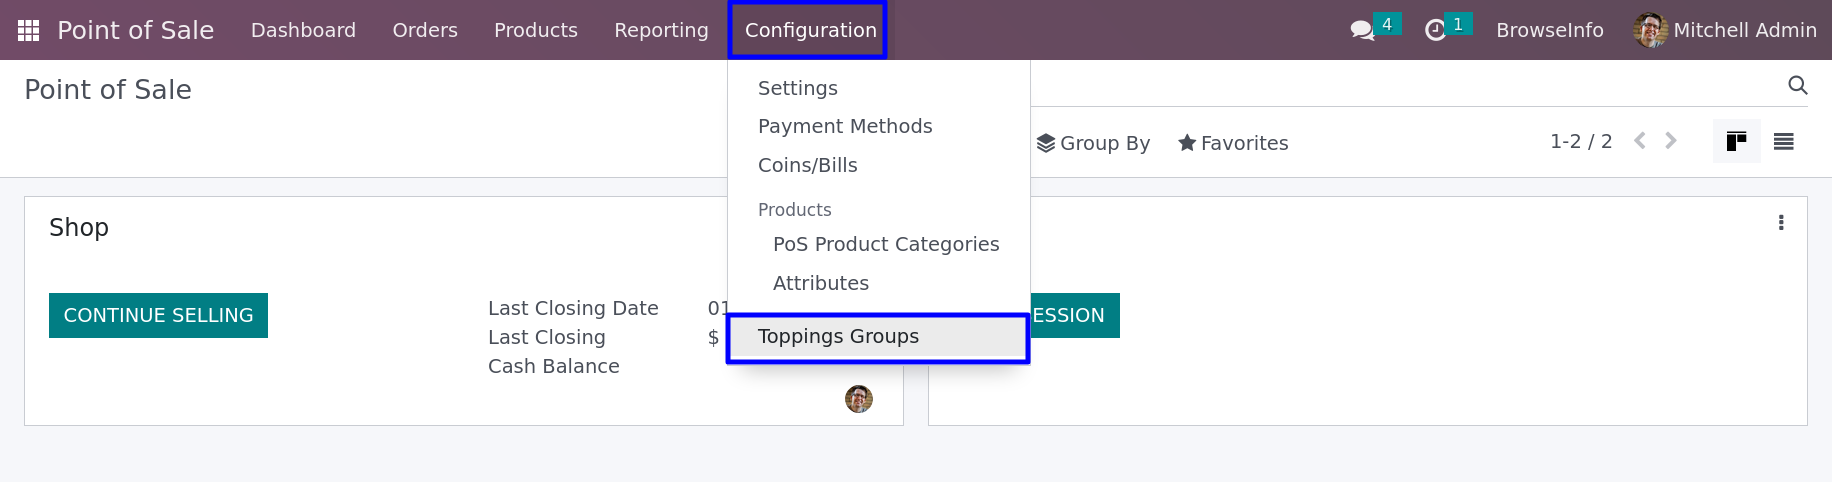 Point of Sale Dashboard Orders Products Reporting Configuration 4 1 BrowseInfo Mitchell Admin
Point of Sale
Settings
Payment Methods
Coins/Bills
Products
PoS Product Categories
Attributes
Toppings Groups
Group By Favorites 1-2 / 2
Shop
CONTINUE SELLING
Last Closing Date 01
Last Closing $
Cash Balance
ESSION